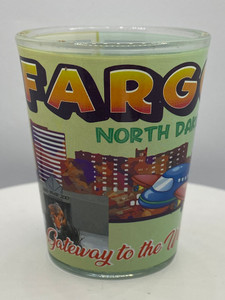 FARG
NORTH DA
Gateway to the